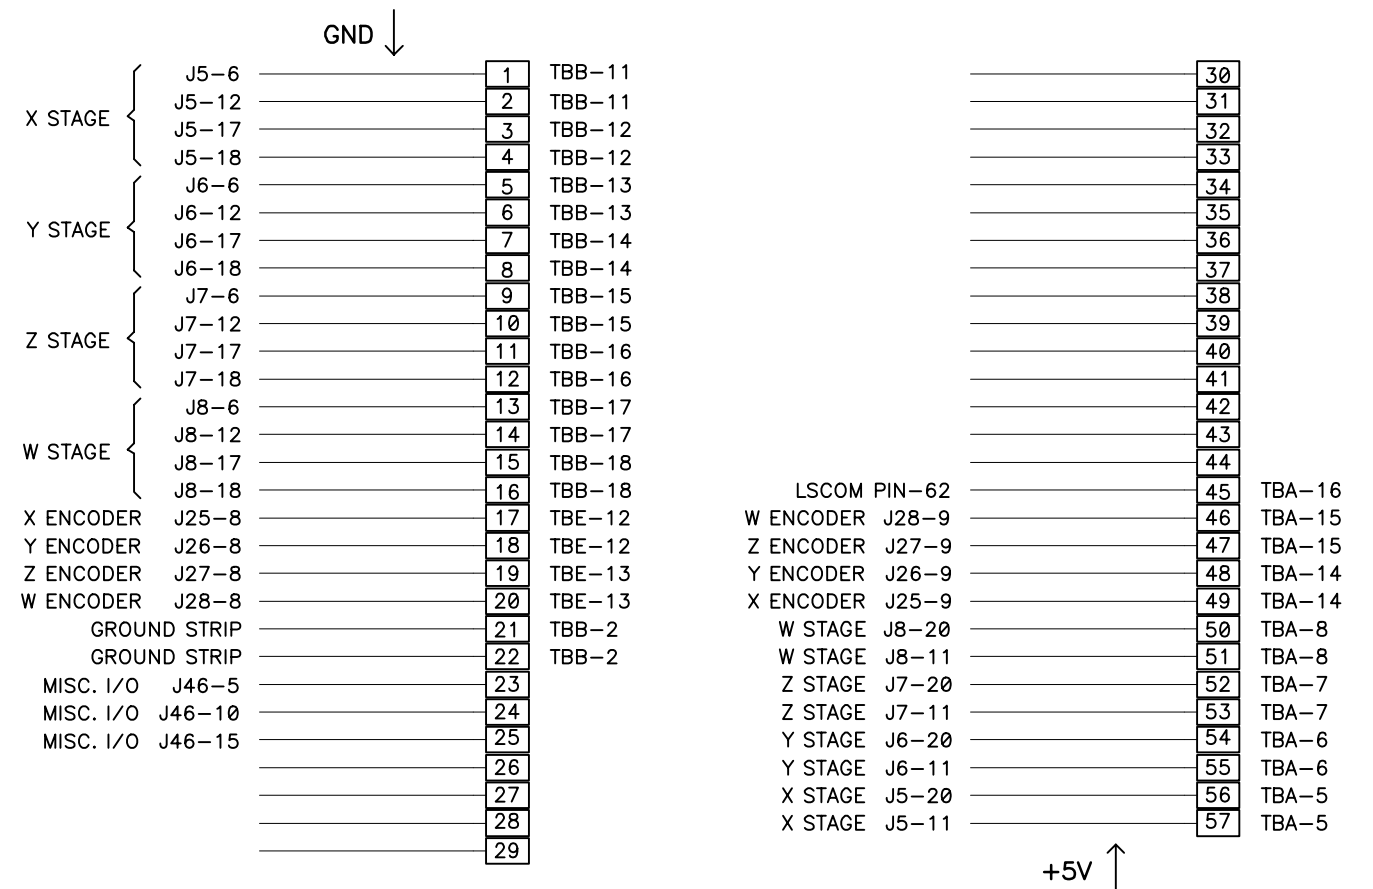 GND
X STAGE
J5-6 1 TBB-11
J5-12 2 TBB-11
J5-17 3 TBB-12
J5-18 4 TBB-12
Y STAGE
J6-6 5 TBB-13
J6-12 6 TBB-13
J6-17 7 TBB-14
J6-18 8 TBB-14
Z STAGE
J7-6 9 TBB-15
J7-12 10 TBB-15
J7-17 11 TBB-16
J7-18 12 TBB-16
W STAGE
J8-6 13 TBB-17
J8-12 14 TBB-17
J8-17 15 TBB-18
J8-18 16 TBB-18
X ENCODER J25-8 17 TBE-12
Y ENCODER J26-8 18 TBE-12
Z ENCODER J27-8 19 TBE-13
W ENCODER J28-8 20 TBE-13
GROUND STRIP 21 TBB-2
GROUND STRIP 22 TBB-2
MISC. I/O J46-5 23
MISC. I/O J46-10 24
MISC. I/O J46-15 25
26
27
28
29
30
31
32
33
34
35
36
37
38
39
40
41
42
43
44
LSCOM PIN-62 45 TBA-16
W ENCODER J28-9 46 TBA-15
Z ENCODER J27-9 47 TBA-15
Y ENCODER J26-9 48 TBA-14
X ENCODER J25-9 49 TBA-14
W STAGE J8-20 50 TBA-8
W STAGE J8-11 51 TBA-8
Z STAGE J7-20 52 TBA-7
Z STAGE J7-11 53 TBA-7
Y STAGE J6-20 54 TBA-6
Y STAGE J6-11 55 TBA-6
X STAGE J5-20 56 TBA-5
X STAGE J5-11 57 TBA-5
+5V